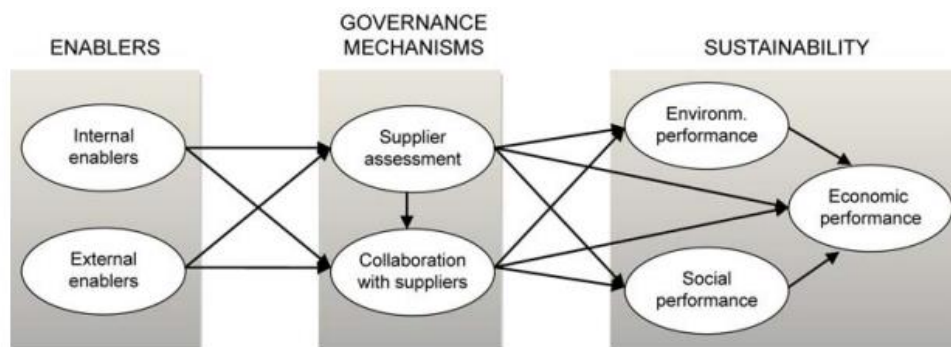 ENABLERS
GOVERNANCE
MECHANISMS
SUSTAINABILITY
Internal
enablers
External
enablers
Supplier
assessment
Collaboration
with suppliers
Environm.
performance
Social
performance
Economic
performance